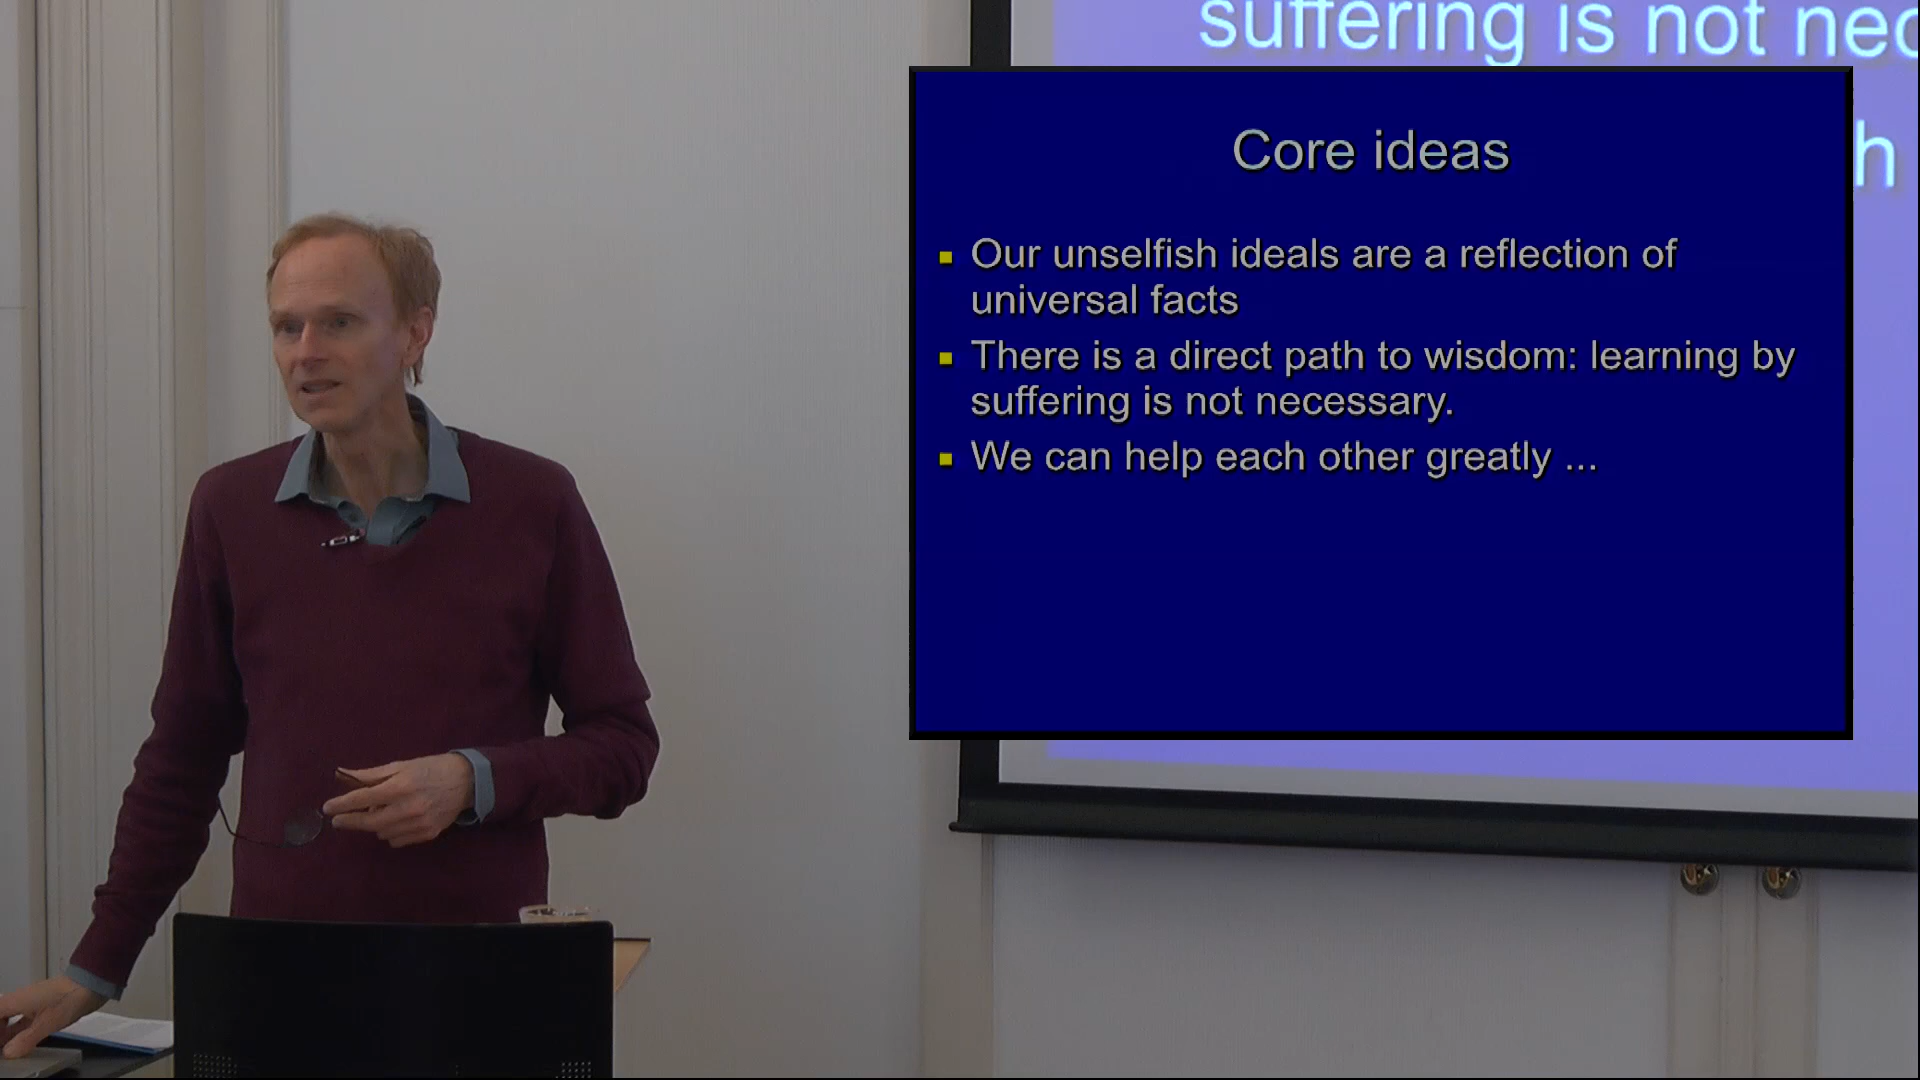 suffering is not nec
h
Core ideas
Our unselfish ideals are a reflection of
universal facts
There is a direct path to wisdom: learning by
suffering is not necessary.
We can help each other greatly ...